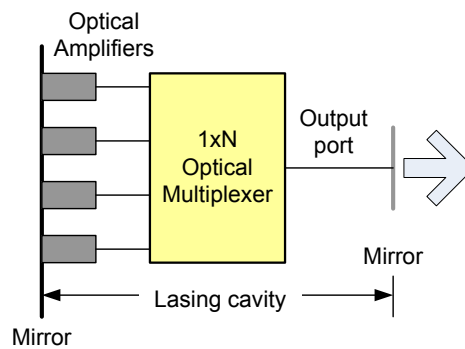 Optical
Amplifiers
1xN
Optical
Multiplexer
Output
port
Mirror
Lasing cavity
Mirror